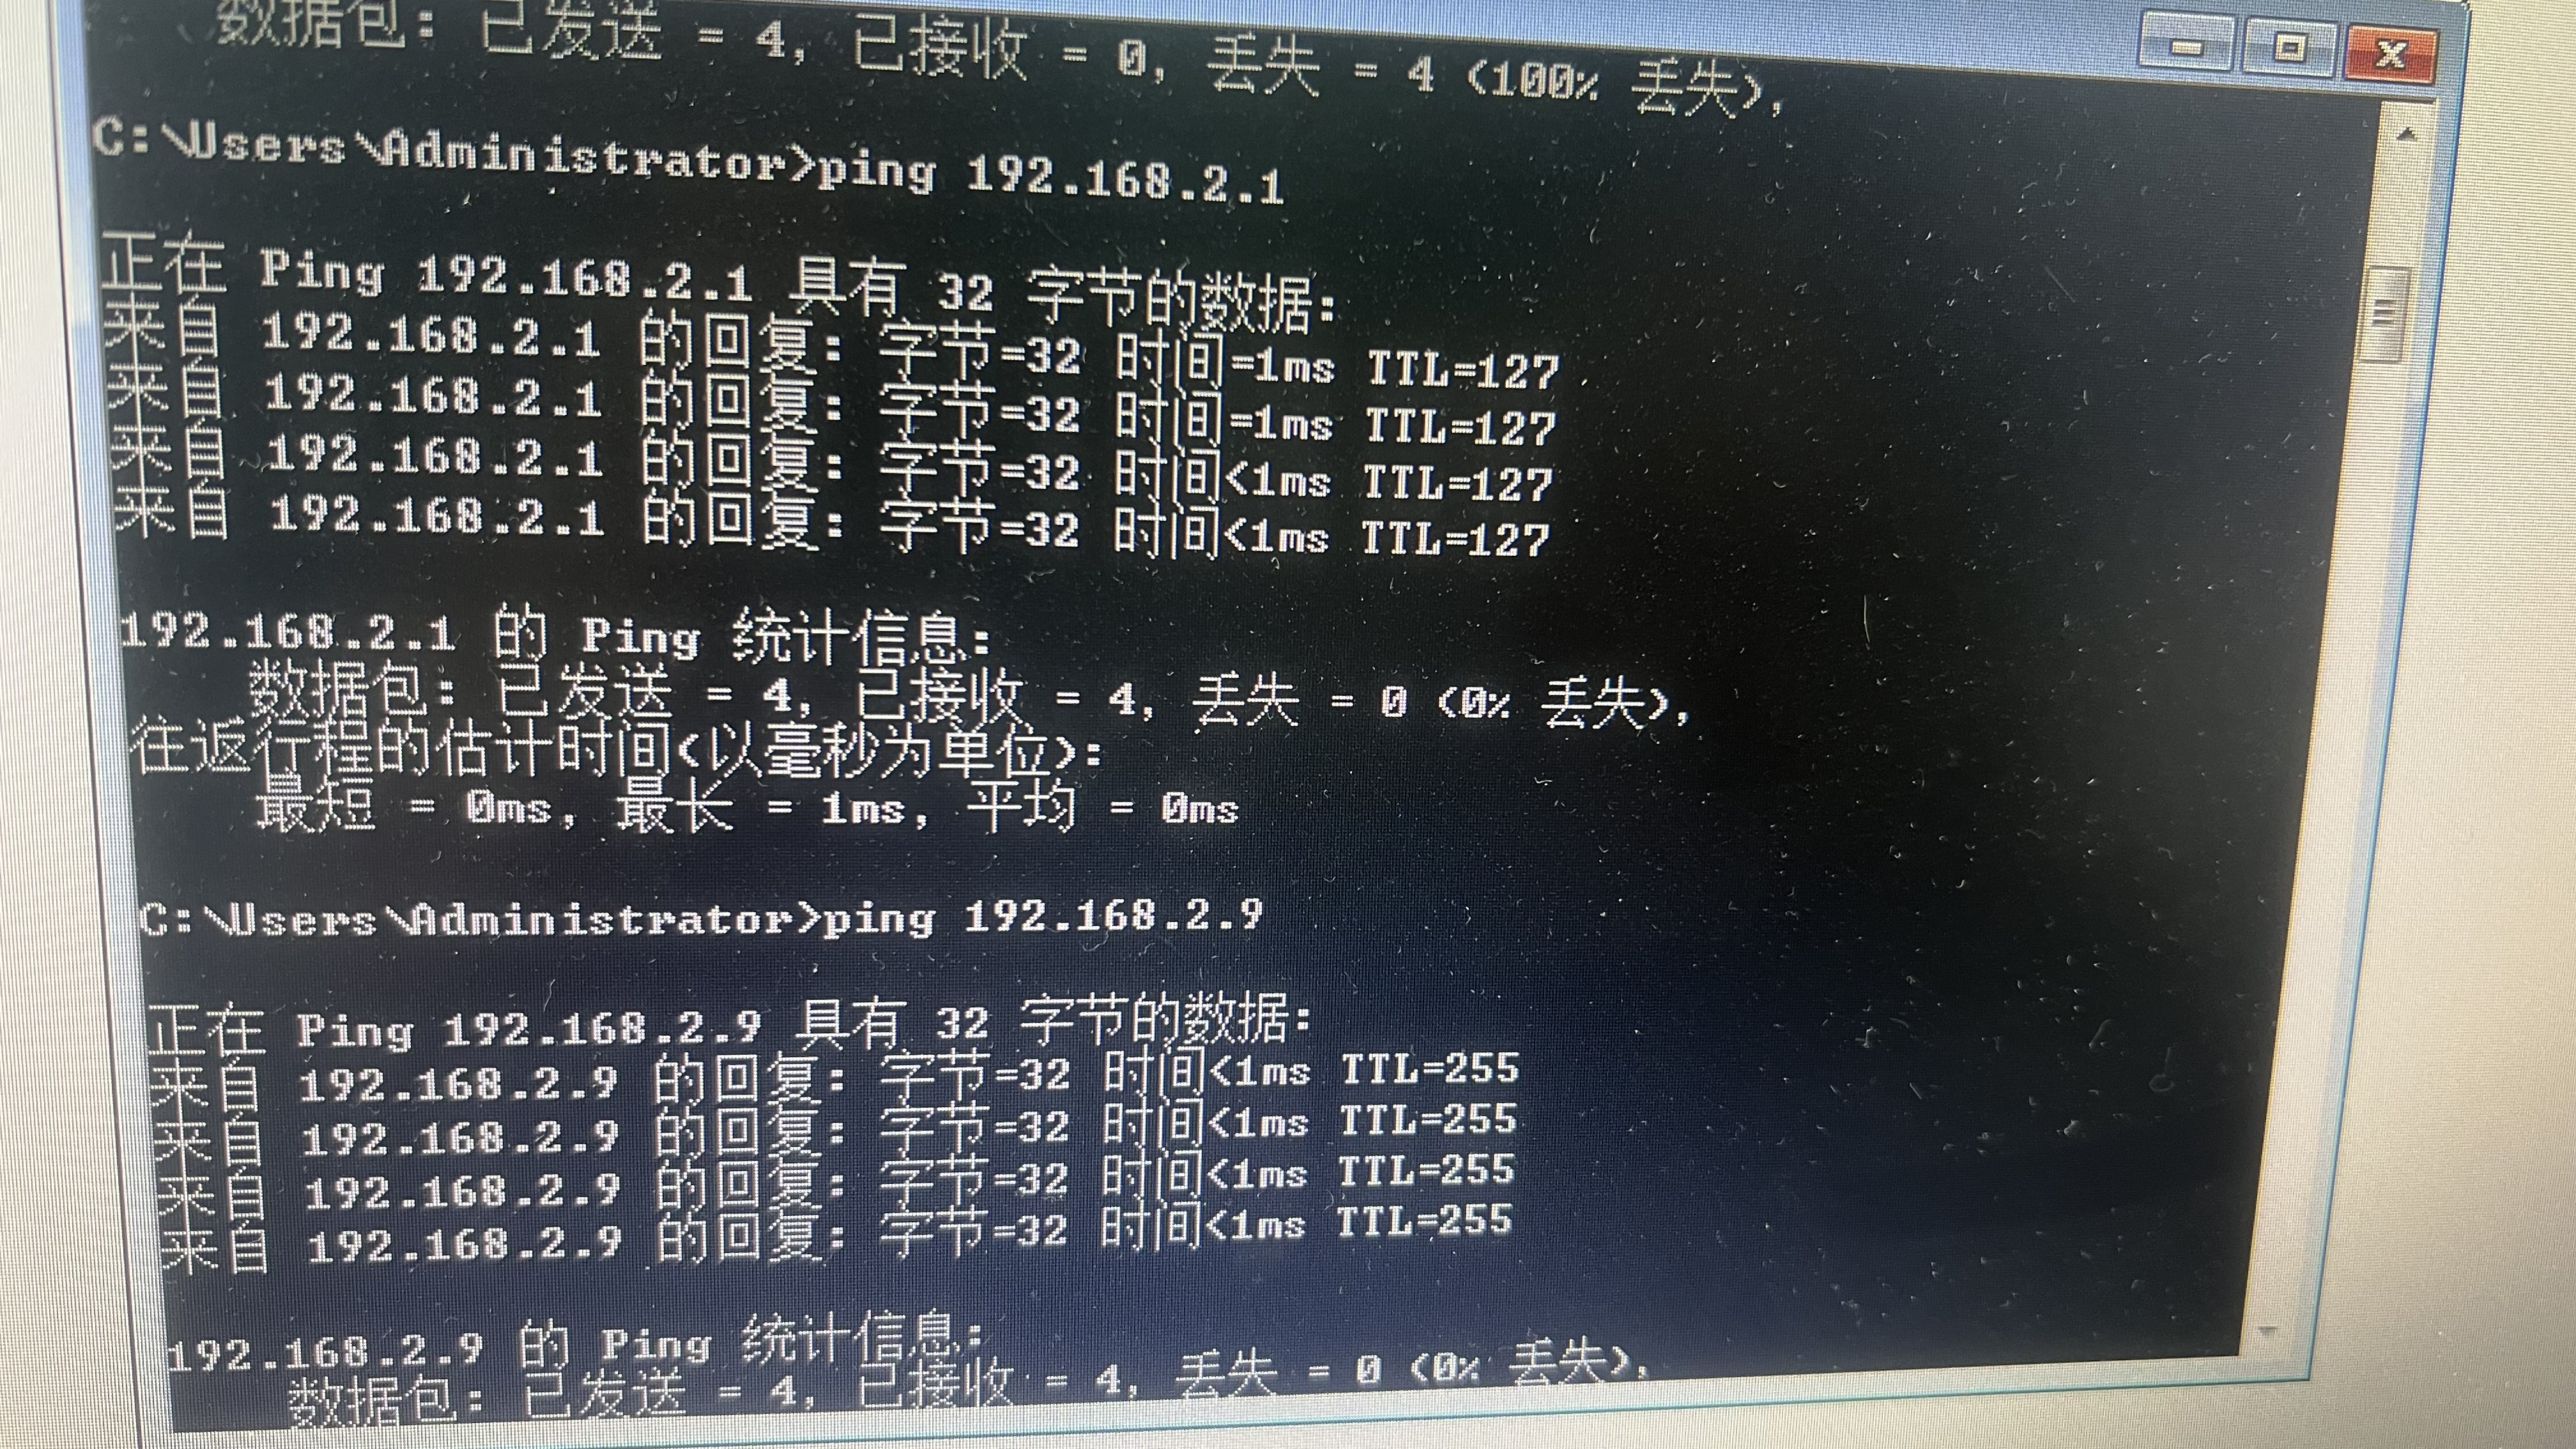 数据包: 已发送 = 4, 已接收 = 0, 丢失 = 4 (100% 丢失),
C:\Users\Administrator>ping 192.168.2.1
正在 Ping 192.168.2.1 具有 32 字节的数据:
来自 192.168.2.1 的回复: 字节=32 时间=1ms TTL=127
来自 192.168.2.1 的回复: 字节=32 时间=1ms TTL=127
来自 192.168.2.1 的回复: 字节=32 时间<1ms TTL=127
来自 192.168.2.1 的回复: 字节=32 时间<1ms TTL=127
192.168.2.1 的 Ping 统计信息:
数据包: 已发送 = 4, 已接收 = 4, 丢失 = 0 (0% 丢失),
往返行程的估计时间(以毫秒为单位):
最短 = 0ms, 最长 = 1ms, 平均 = 0ms
C:\Users\Administrator>ping 192.168.2.9
正在 Ping 192.168.2.9 具有 32 字节的数据:
来自 192.168.2.9 的回复: 字节=32 时间<1ms TTL=255
来自 192.168.2.9 的回复: 字节=32 时间<1ms TTL=255
来自 192.168.2.9 的回复: 字节=32 时间<1ms TTL=255
来自 192.168.2.9 的回复: 字节=32 时间<1ms TTL=255
192.168.2.9 的 Ping 统计信息:
数据包: 已发送 = 4, 已接收 = 4, 丢失 = 0 (0% 丢失),